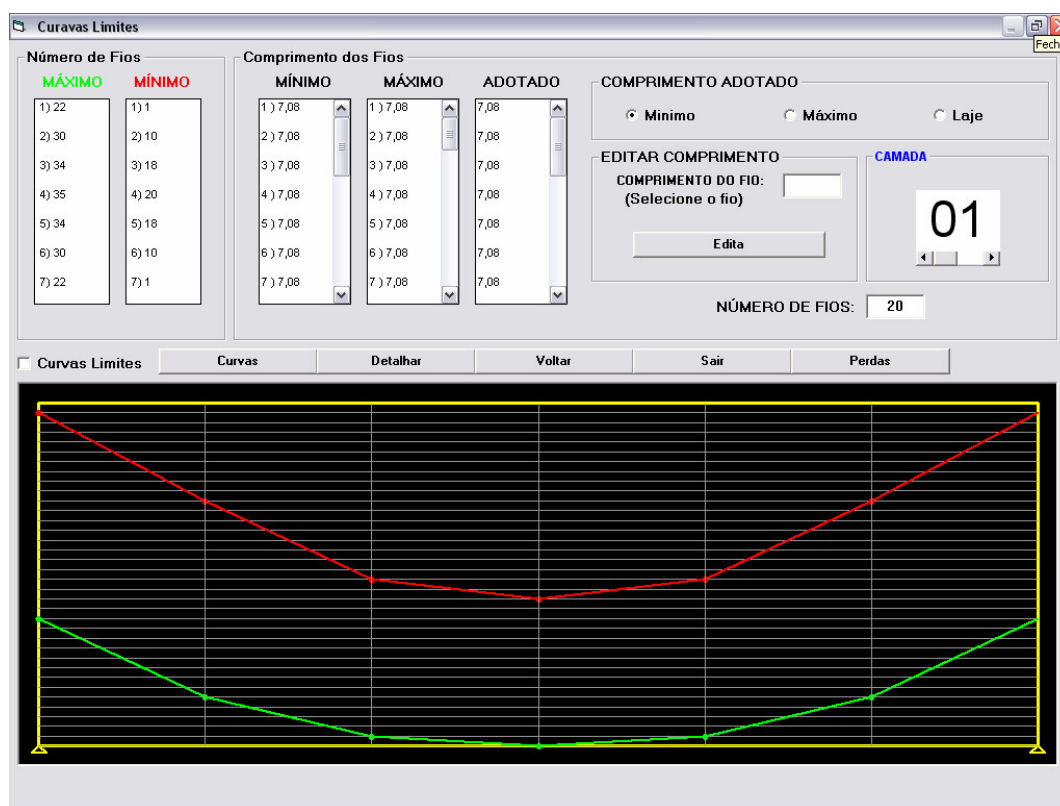 Curavas Limites
Fech
Número de Fios
MÁXIMO MÍNIMO
1) 22
2) 30
3) 34
4) 35
5) 34
6) 30
7) 22
1) 1
2) 10
3) 18
4) 20
5) 18
6) 10
7) 1
Comprimento dos Fios
MÍNIMO MÁXIMO ADOTADO
1 ) 7,08
2 ) 7,08
3 ) 7,08
4 ) 7,08
5 ) 7,08
6 ) 7,08
7 ) 7,08
1 ) 7,08
2 ) 7,08
3 ) 7,08
4 ) 7,08
5 ) 7,08
6 ) 7,08
7 ) 7,08
7,08
7,08
7,08
7,08
7,08
7,08
7,08
COMPRIMENTO ADOTADO
Minimo Máximo Laje
EDITAR COMPRIMENTO
COMPRIMENTO DO FIO:
(Selecione o fio)
Edita
CAMADA
01
NÚMERO DE FIOS: 20
Curvas Limites Curvas Detalhar Voltar Sair Perdas